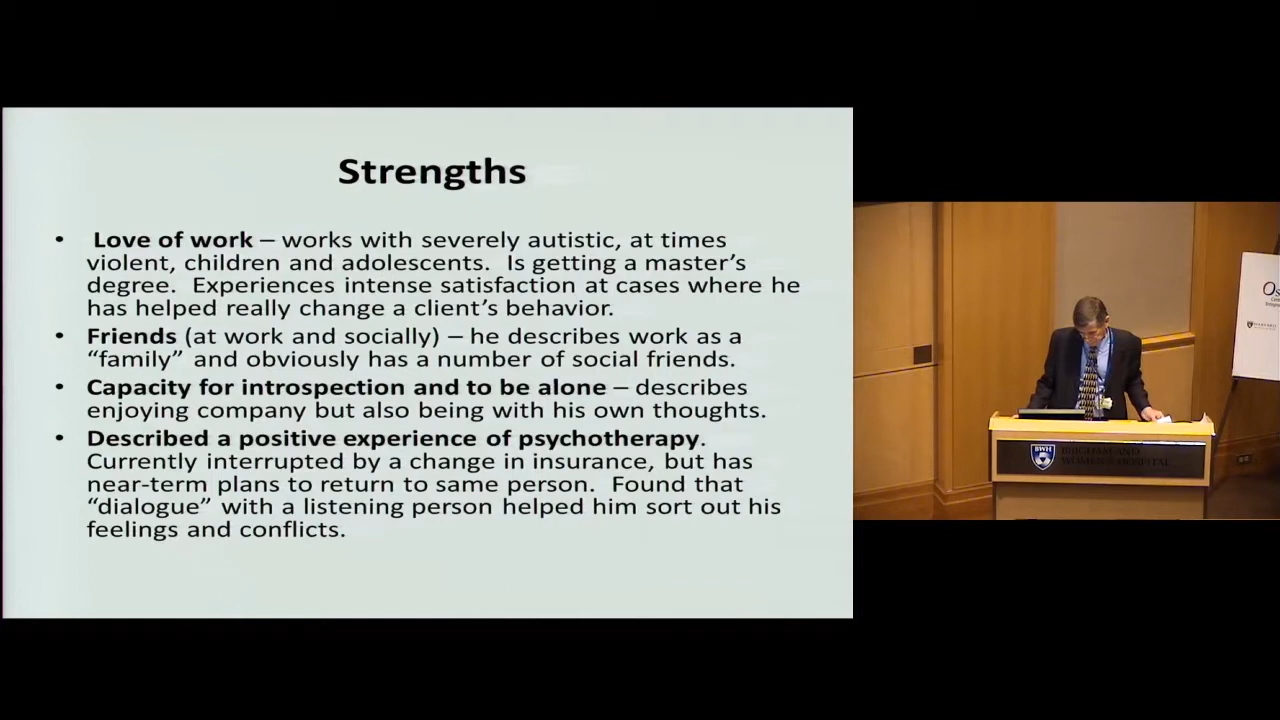 Strengths
• Love of work – works with severely autistic, at times
violent, children and adolescents. Is getting a master’s
degree. Experiences intense satisfaction at cases where he
has helped really change a client’s behavior.
• Friends (at work and socially) – he describes work as a
“family” and obviously has a number of social friends.
• Capacity for introspection and to be alone – describes
enjoying company but also being with his own thoughts.
• Described a positive experience of psychotherapy.
Currently interrupted by a change in insurance, but has
near-term plans to return to same person. Found that
“dialogue” with a listening person helped him sort out his
feelings and conflicts.
Os
HARVARD
BWH
BRIGHAM AND
WOMEN'S HOSPITAL